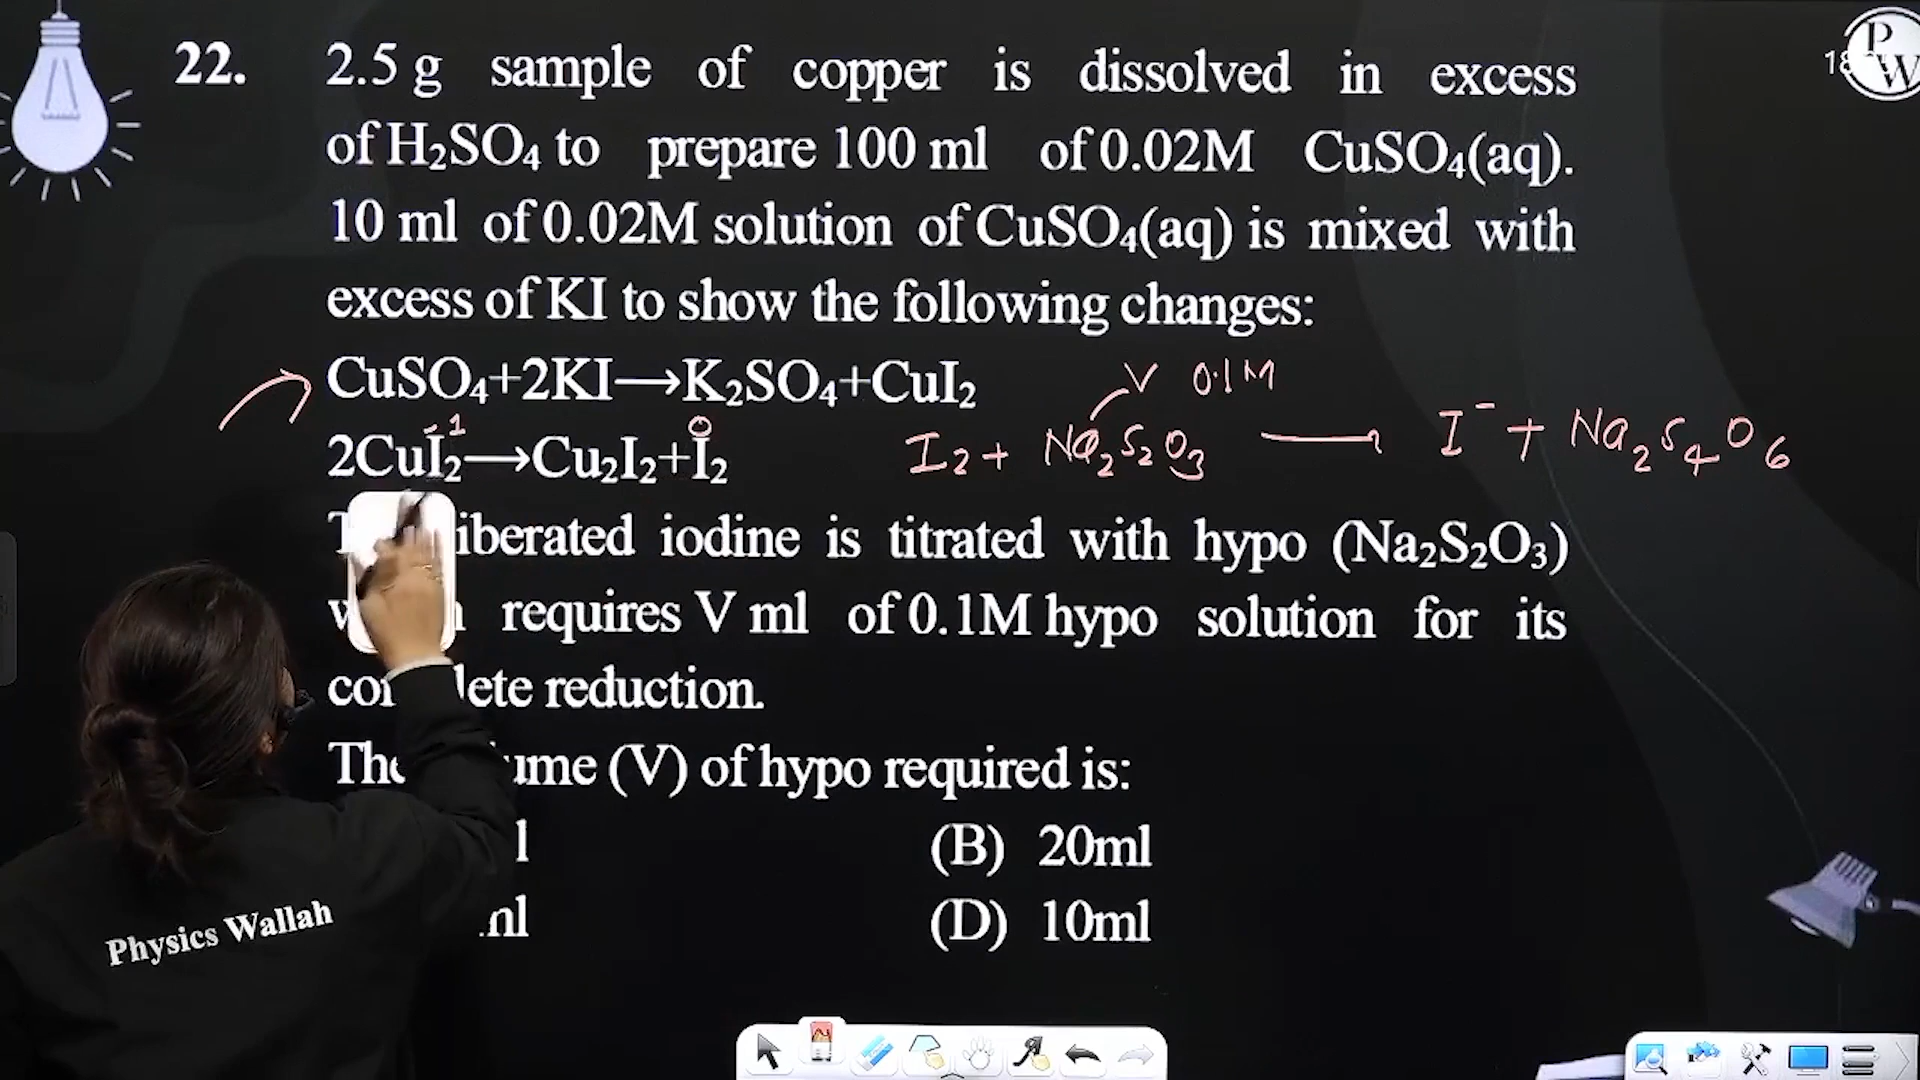 22. 2.5 g sample of copper is dissolved in excess
of H₂SO₄ to prepare 100 ml of 0.02M CuSO₄(aq).
10 ml of 0.02M solution of CuSO₄(aq) is mixed with
excess of KI to show the following changes:
CuSO₄+2KI⟶K₂SO₄+CuI₂
V 0.1M
-1 0
2CuI₂⟶Cu₂I₂+I₂
I₂ + Na₂S₂O₃ ⟶ I⁻ + Na₂S₄O₆
iberated iodine is titrated with hypo (Na₂S₂O₃)
requires V ml of 0.1M hypo solution for its
lete reduction.
ume (V) of hypo required is:
l (B) 20ml
ml (D) 10ml
Physics Wallah
PW